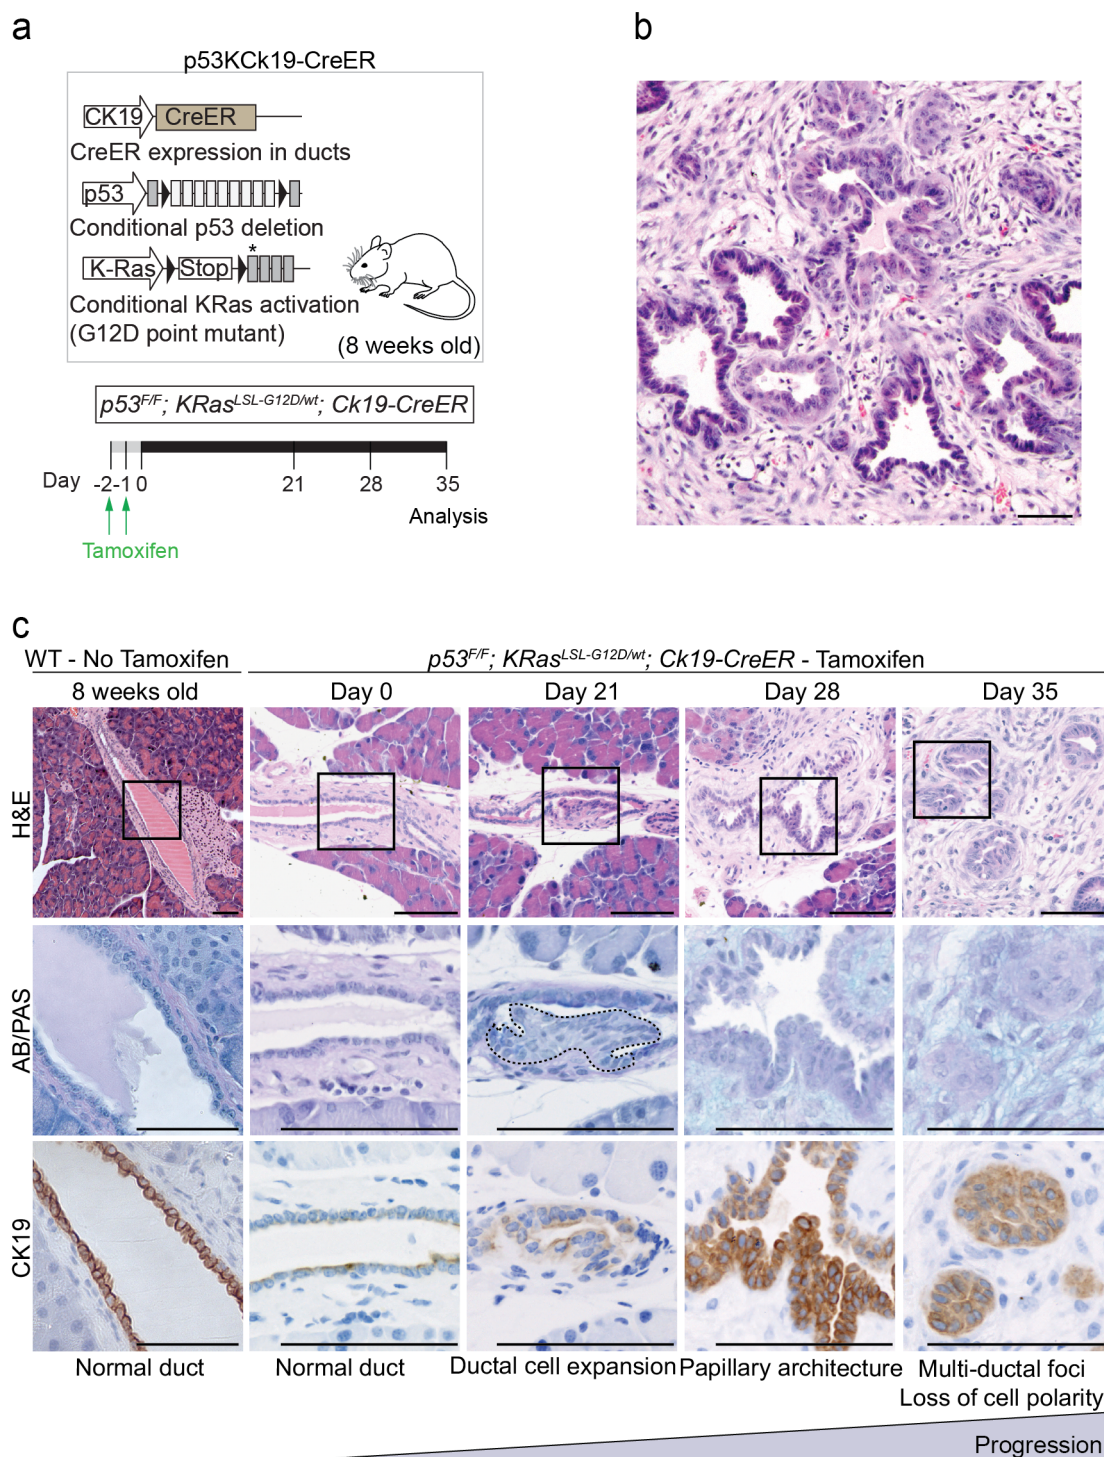 a
p53KCk19-CreER
CK19 CreER
CreER expression in ducts
p53
Conditional p53 deletion
*
K-Ras Stop
Conditional KRas activation
(G12D point mutant)
(8 weeks old)
p53F/F; KRasLSL-G12D/wt; Ck19-CreER
Day -2 -1 0 21 28 35
Analysis
Tamoxifen
b
c
WT - No Tamoxifen
p53F/F; KRasLSL-G12D/wt; Ck19-CreER - Tamoxifen
8 weeks old Day 0 Day 21 Day 28 Day 35
H&E
AB/PAS
CK19
Normal duct Normal duct Ductal cell expansion Papillary architecture Multi-ductal foci
Loss of cell polarity
Progression